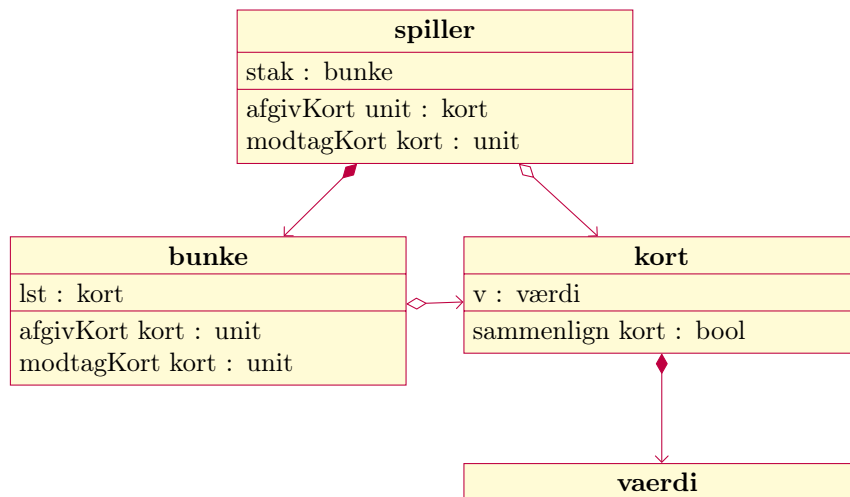 spiller
stak : bunke
afgivKort unit : kort
modtagKort kort : unit
bunke
lst : kort
afgivKort kort : unit
modtagKort kort : unit
kort
v : værdi
sammenlign kort : bool
vaerdi